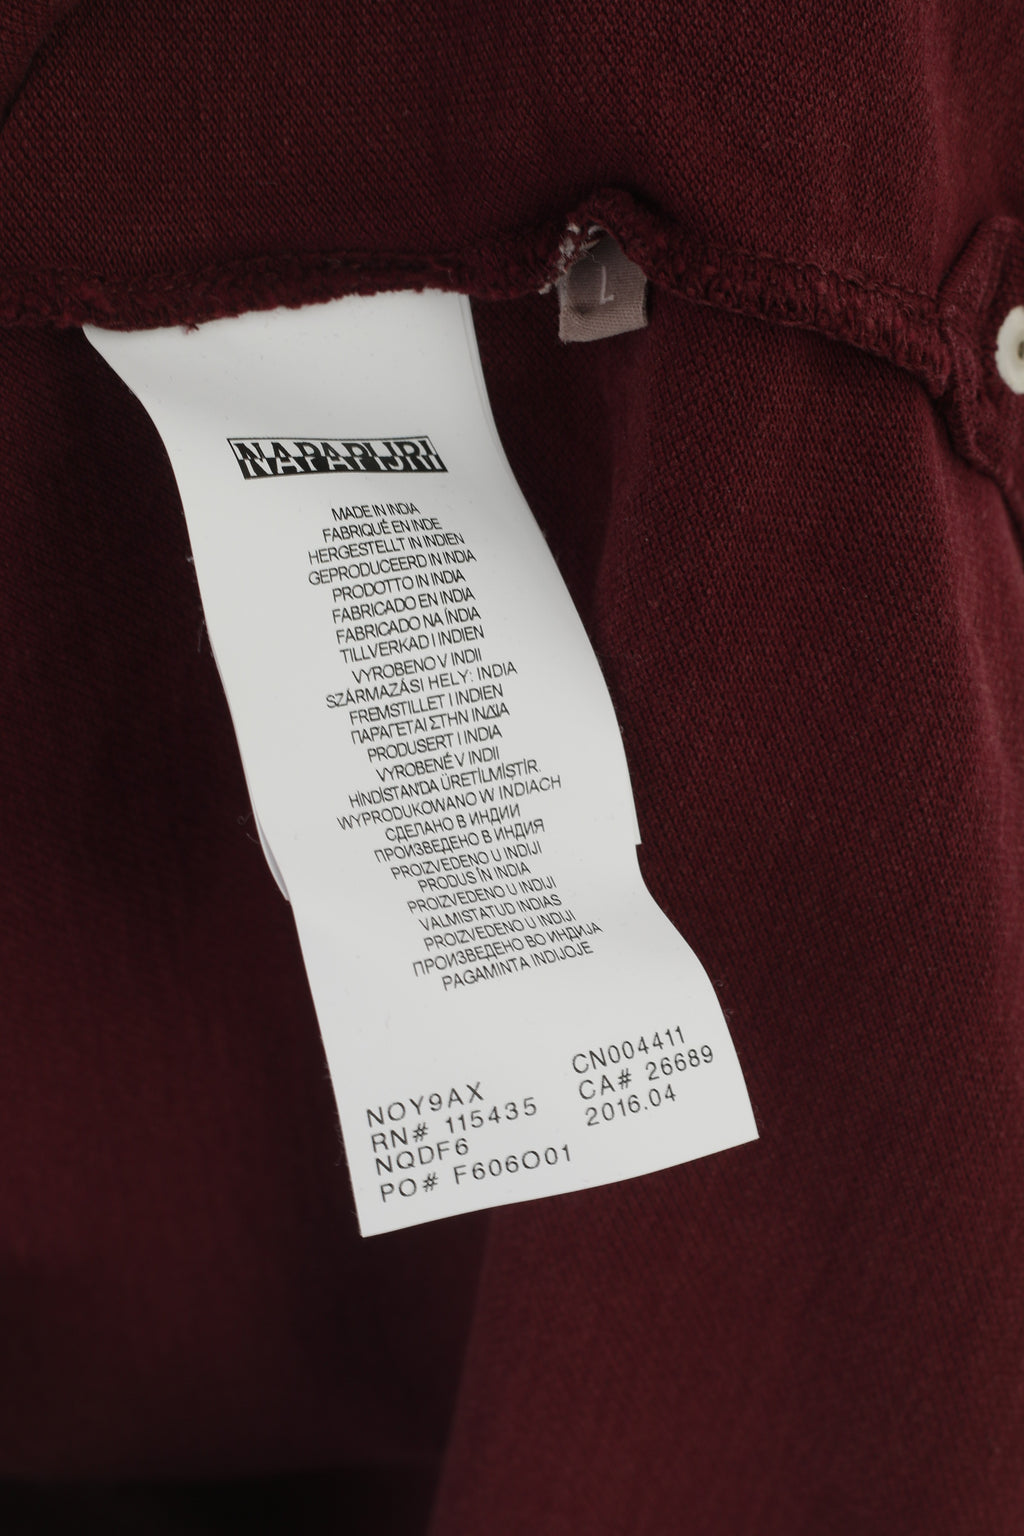 L
NAPAPIJRI
MADE IN INDIA
FABRIQUÉ EN INDE
HERGESTELLT IN INDIEN
GEPRODUCEERD IN INDIA
PRODOTTO IN INDIA
FABRICADO EN INDIA
FABRICADO NA ÍNDIA
TILLVERKAD I INDIEN
VYROBENO V INDII
SZÁRMAZÁSI HELY: INDIA
FREMSTILLET I INDIEN
ΠΑΡΑΓΕΤΑΙ ΣΤΗΝ ΙΝΔΙΑ
PRODUSERT I INDIA
VYROBENÉ V INDII
HİNDİSTAN'DA ÜRETİLMİŞTİR.
WYPRODUKOWANO W INDIACH
СДЕЛАНО В ИНДИИ
ПРОИЗВЕДЕНО В ИНДИЯ
PROIZVEDENO U INDIJI
PRODUS ÎN INDIA
PROIZVEDENO U INDIJI
VALMISTATUD INDIAS
PROIZVEDENO U INDIJI
ПРОИЗВЕДЕНО ВО ИНДИЈА
PAGAMINTA INDIJOJE
NOY9AX CN004411
RN# 115435 CA# 26689
NQDF6 2016.04
PO# F606O01